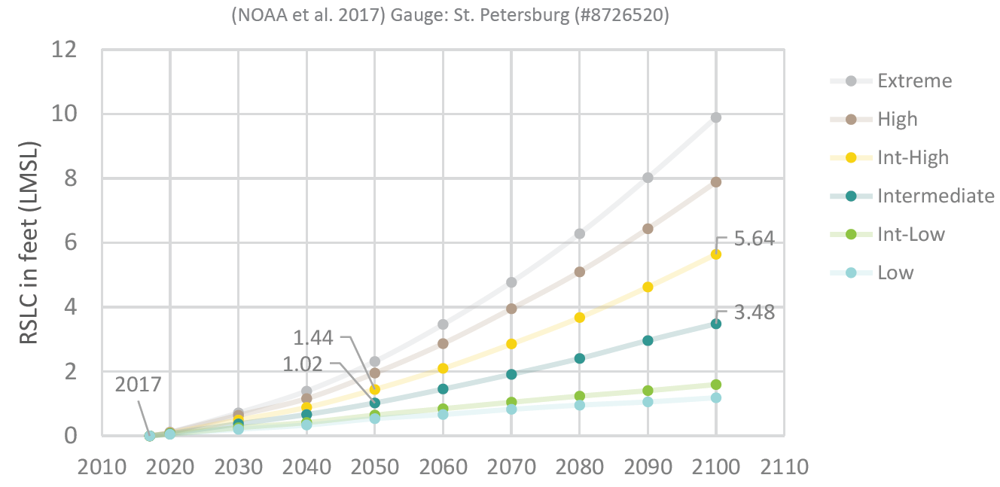 (NOAA et al. 2017) Gauge: St. Petersburg (#8726520)
RSLC in feet (LMSL)
12
10
8
6
4
2
0
2010 2020 2030 2040 2050 2060 2070 2080 2090 2100 2110
2017
1.44
1.02
5.64
3.48
Extreme
High
Int-High
Intermediate
Int-Low
Low